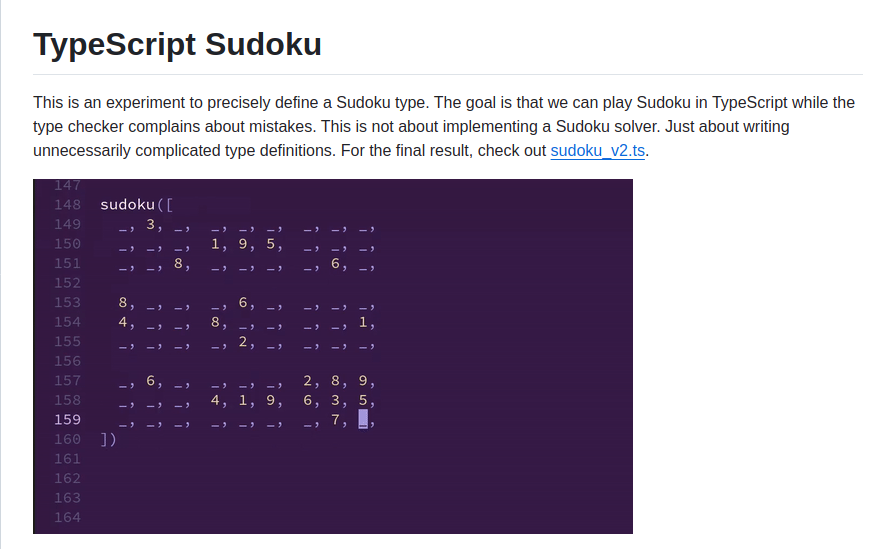 TypeScript Sudoku
This is an experiment to precisely define a Sudoku type. The goal is that we can play Sudoku in TypeScript while the
type checker complains about mistakes. This is not about implementing a Sudoku solver. Just about writing
unnecessarily complicated type definitions. For the final result, check out sudoku_v2.ts.
147
148 sudoku([
149 _, 3, _, _, _, _, _, _, _,
150 _, _, _, 1, 9, 5, _, _, _,
151 _, _, 8, _, _, _, _, 6, _,
152
153 8, _, _, _, 6, _, _, _, _,
154 4, _, _, 8, _, _, _, _, 1,
155 _, _, _, _, 2, _, _, _, _,
156
157 _, 6, _, _, _, _, 2, 8, 9,
158 _, _, _, 4, 1, 9, 6, 3, 5,
159 _, _, _, _, _, _, _, 7, _,
160 ])
161
162
163
164